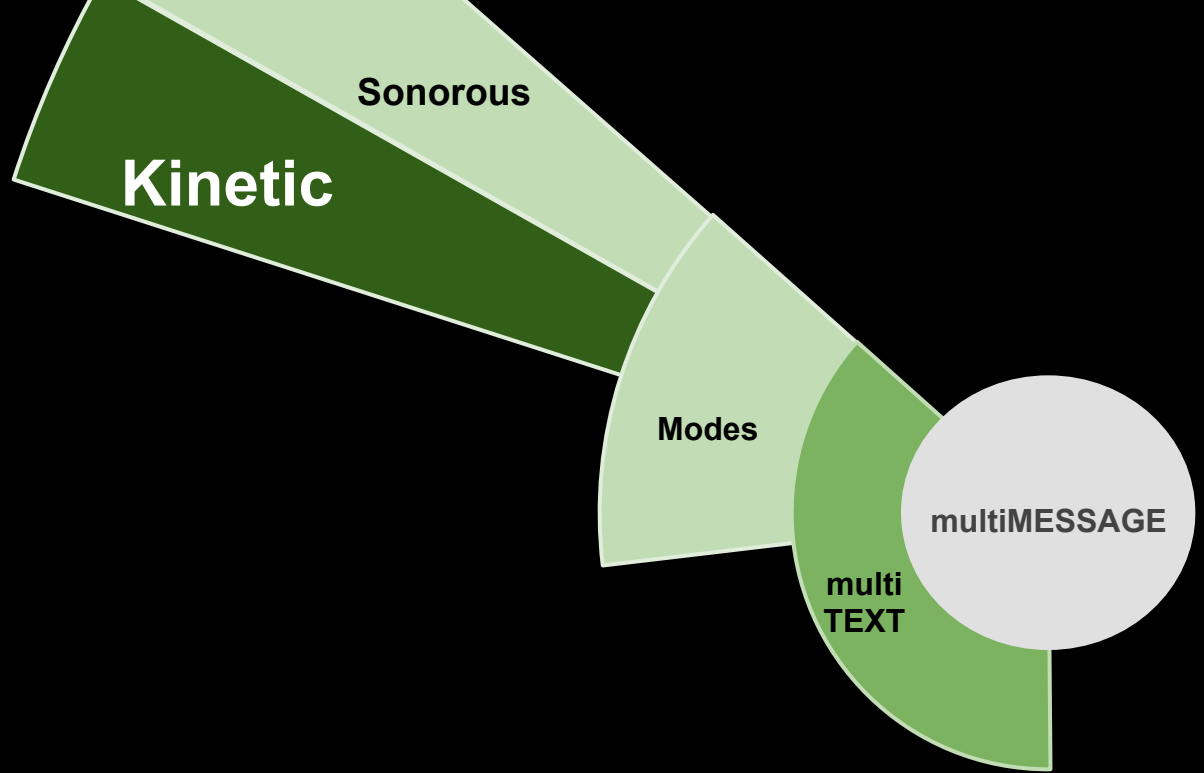 Sonorous
Kinetic
Modes
multiMESSAGE
multi
TEXT